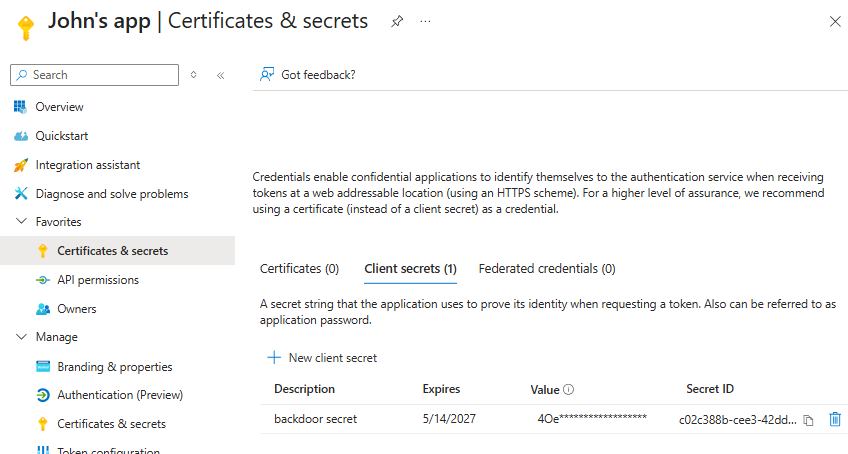 John's app | Certificates & secrets
Search
Got feedback?
Overview
Quickstart
Integration assistant
Diagnose and solve problems
Favorites
Certificates & secrets
API permissions
Owners
Manage
Branding & properties
Authentication (Preview)
Certificates & secrets
Token configuration
Credentials enable confidential applications to identify themselves to the authentication service when receiving
tokens at a web addressable location (using an HTTPS scheme). For a higher level of assurance, we recommend
using a certificate (instead of a client secret) as a credential.
Certificates (0) Client secrets (1) Federated credentials (0)
A secret string that the application uses to prove its identity when requesting a token. Also can be referred to as
application password.
New client secret
Description Expires Value Secret ID
backdoor secret 5/14/2027 4Oe****************** c02c388b-cee3-42dd...